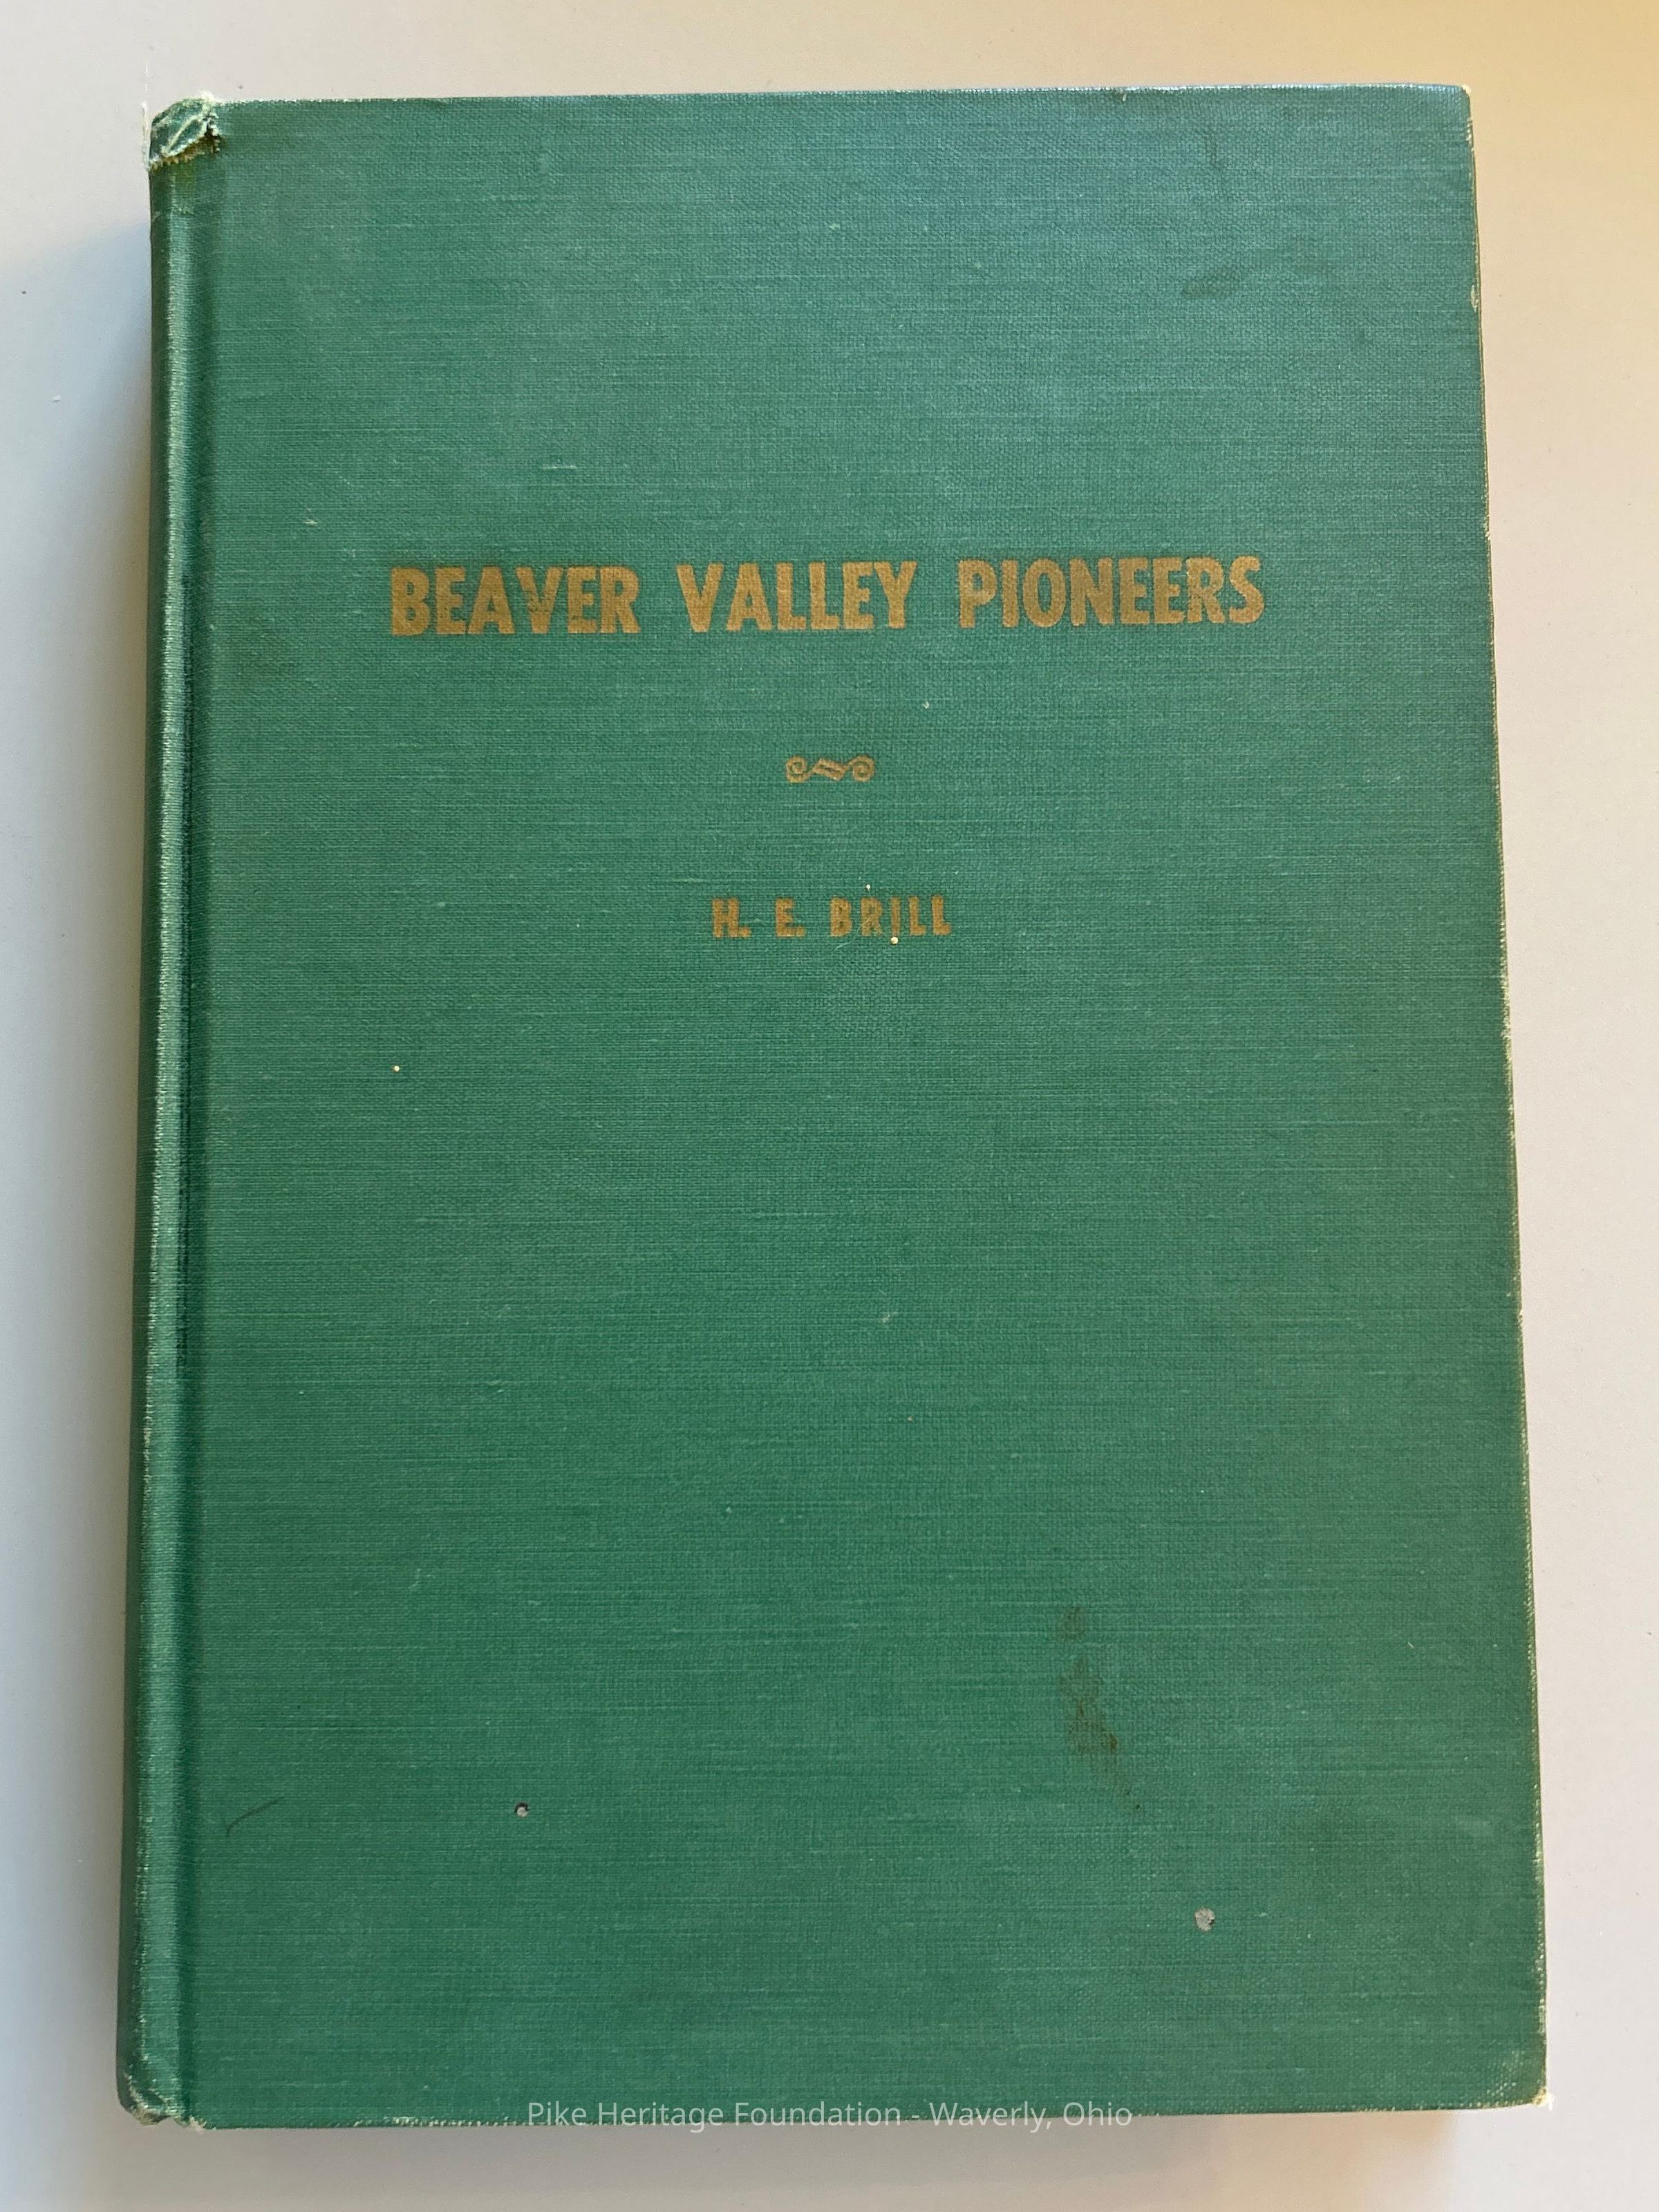 BEAVER VALLEY PIONEERS
H. E. BRILL
Pike Heritage Foundation - Waverly, Ohio